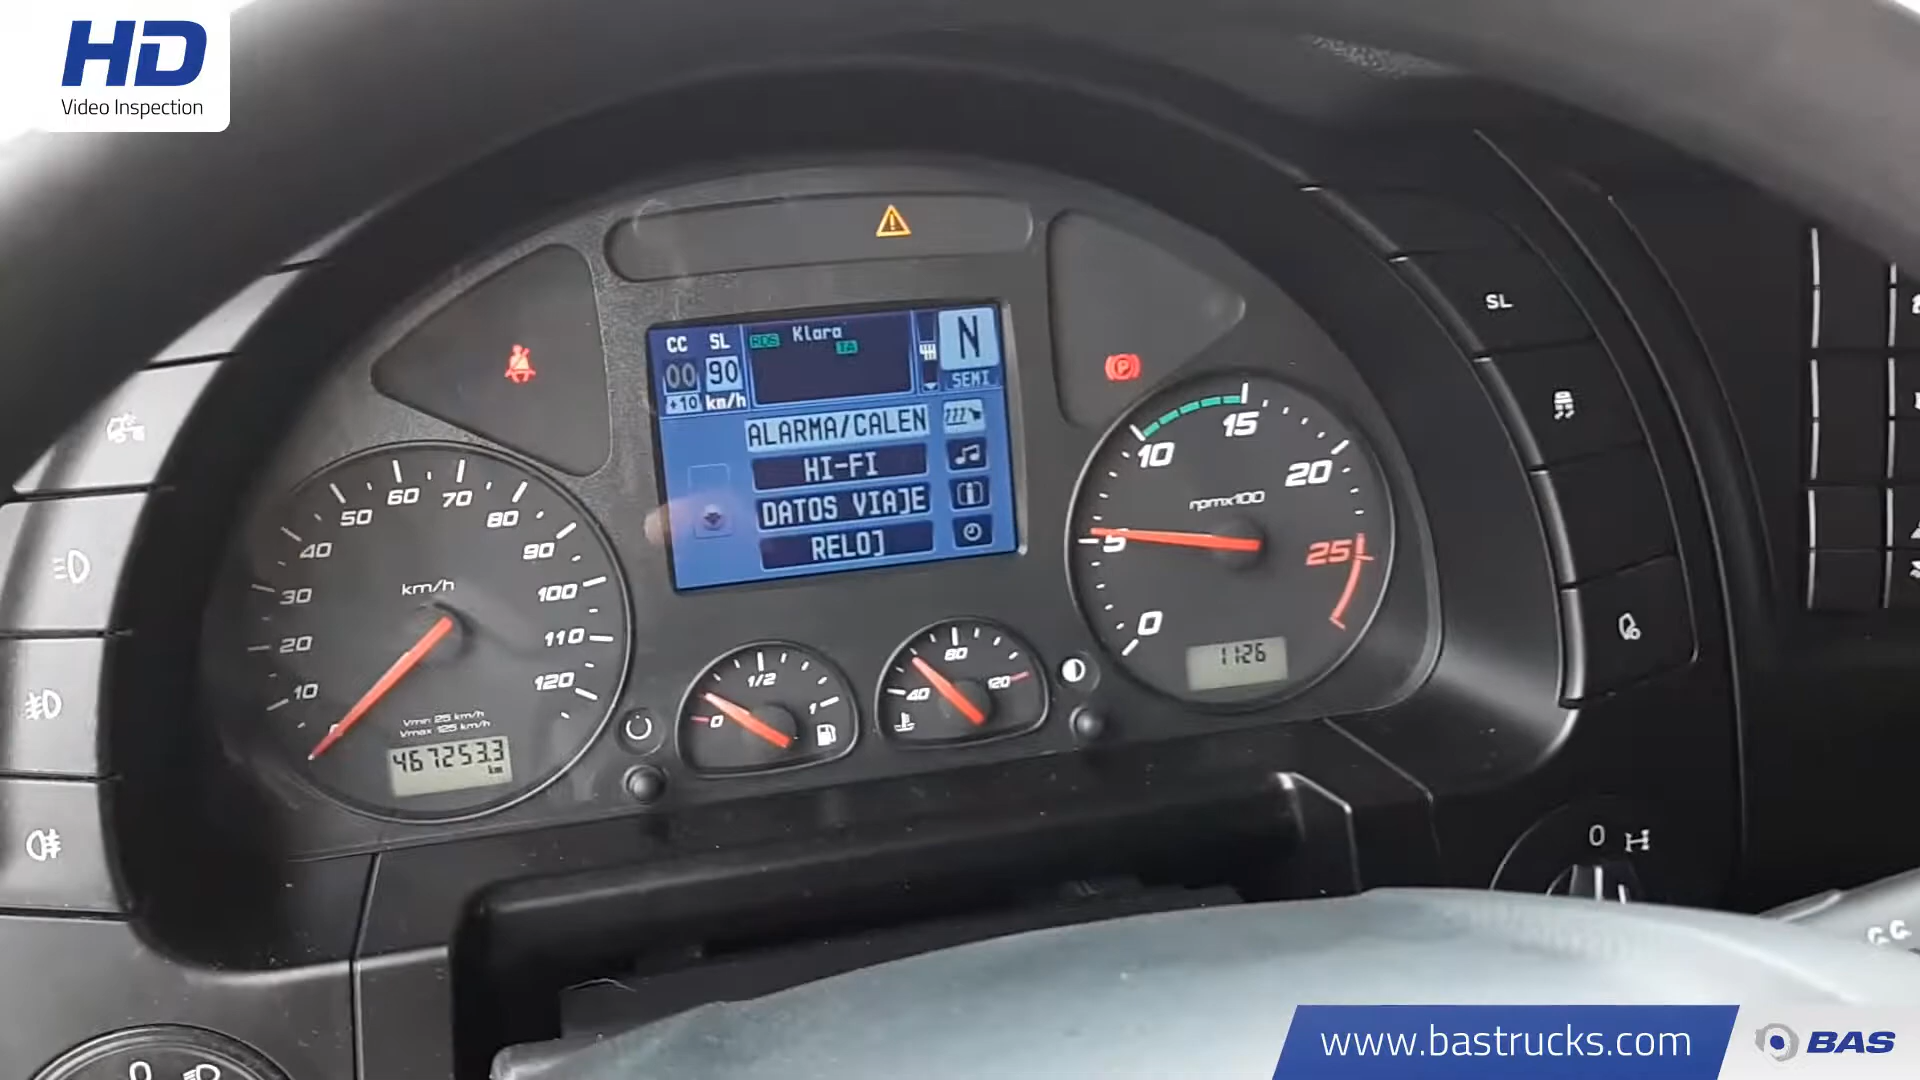 HD
Video Inspection
CC SL
00 90
+10 km/h
RDS Klara
TA
N
SEMI
ALARMA/CALEN
HI-FI
DATOS VIAJE
RELOJ
SL
0 10 20 30 40 50 60 70 80 90 100 110 120
km/h
Vmin 25 km/h
Vmax 125 km/h
467253.3
km
0 1/2 1
40 80 120
0 5 10 15 20 25
rpmx100
1126
P
0
0
www.bastrucks.com
BAS